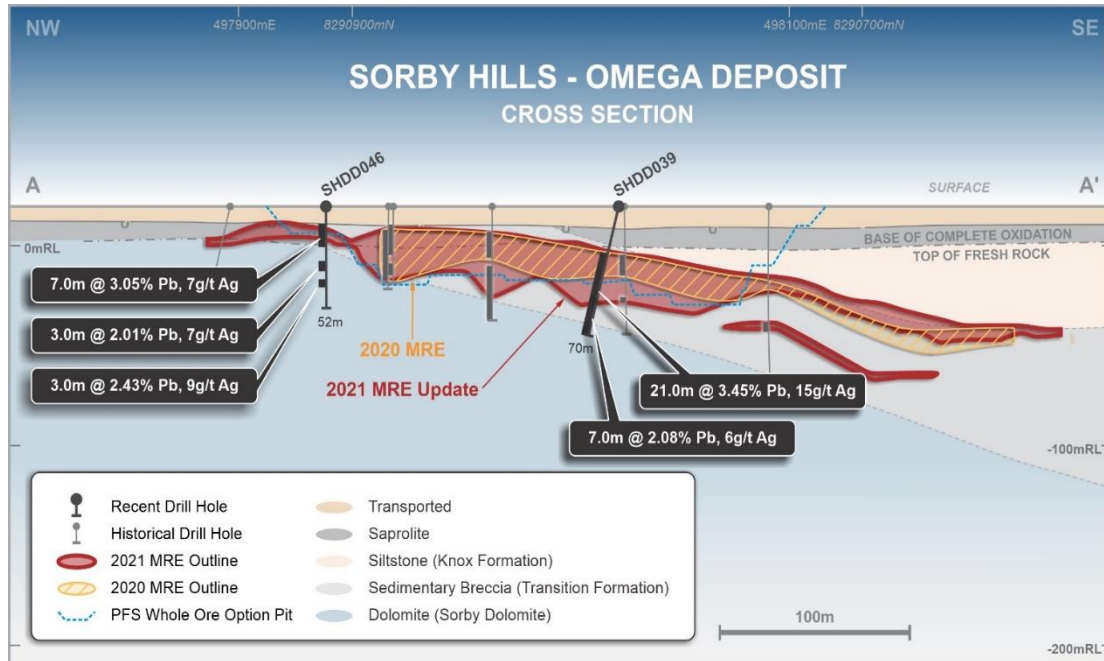 NW
497900mE
8290900mN
498100mE 8290700mN
SE
SORBY HILLS - OMEGA DEPOSIT
CROSS SECTION
A
SHDD046
SHDD039
SURFACE
A'
0mRL
BASE OF COMPLETE OXIDATION
TOP OF FRESH ROCK
7.0m @ 3.05% Pb, 7g/t Ag
3.0m @ 2.01% Pb, 7g/t Ag
52m
3.0m @ 2.43% Pb, 9g/t Ag
2020 MRE
70m
2021 MRE Update
21.0m @ 3.45% Pb, 15g/t Ag
7.0m @ 2.08% Pb, 6g/t Ag
-100mRLT
Recent Drill Hole
Historical Drill Hole
2021 MRE Outline
2020 MRE Outline
PFS Whole Ore Option Pit
Transported
Saprolite
Siltstone (Knox Formation)
Sedimentary Breccia (Transition Formation)
Dolomite (Sorby Dolomite)
100m
-200mRLT